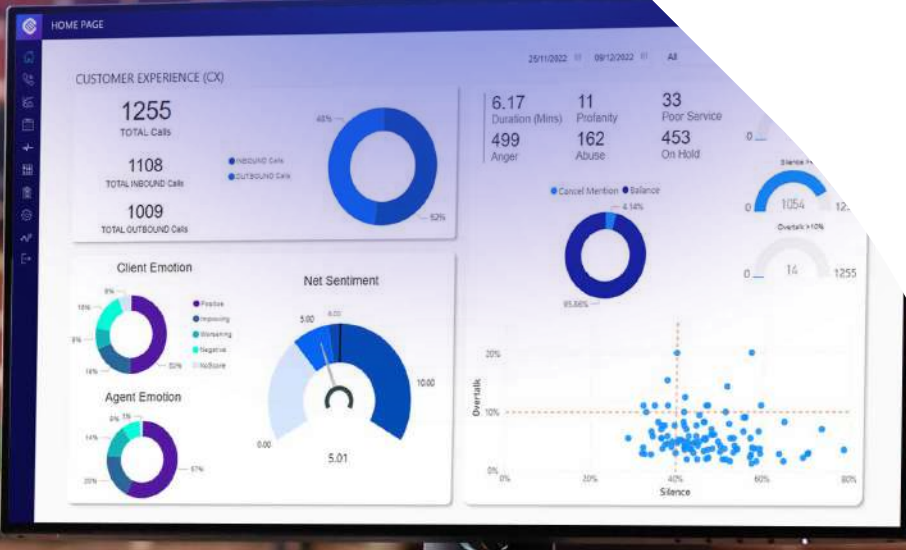 HOME PAGE
25/11/2022
09/12/2022
All
CUSTOMER EXPERIENCE (CX)
1255
TOTAL Calls
1108
TOTAL INBOUND Calls
1009
TOTAL OUTBOUND Calls
48%
INBOUND Calls
OUTBOUND Calls
52%
6.17
Duration (Mins)
11
Profanity
33
Poor Service
499
Anger
162
Abuse
453
On Hold
0
Cancel Mention
Balance
4.14%
95.86%
0
1054
Overtalk >10%
0
14
1255
Client Emotion
Positive
Improving
Worsening
Negative
NoScore
Net Sentiment
0.00
5.00
6.00
10.00
5.01
Agent Emotion
57%
20%
14%
Overtalk
20%
10%
0%
0%
20%
40%
60%
80%
Silence